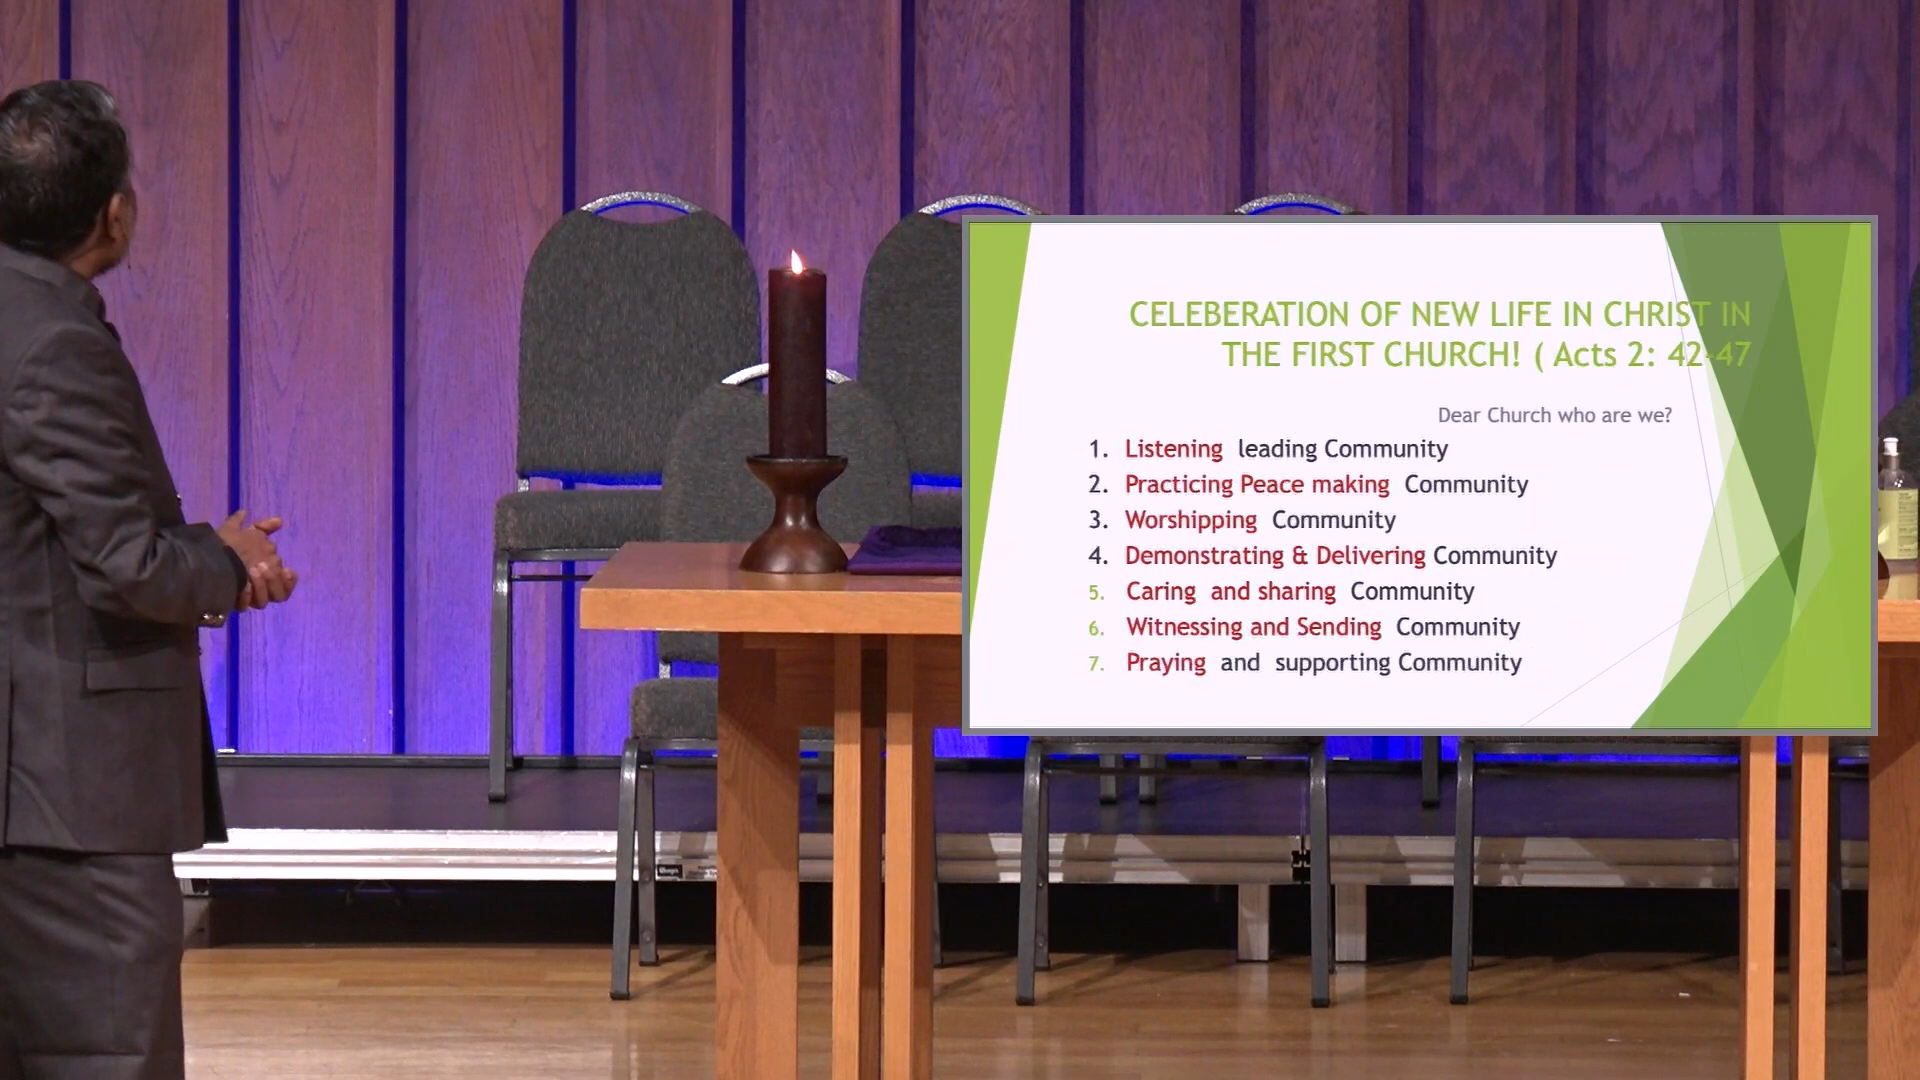 CELEBERATION OF NEW LIFE IN CHRIST IN
THE FIRST CHURCH! ( Acts 2: 42-47
Dear Church who are we?
1. Listening leading Community
2. Practicing Peace making Community
3. Worshipping Community
4. Demonstrating & Delivering Community
5. Caring and sharing Community
6. Witnessing and Sending Community
7. Praying and supporting Community